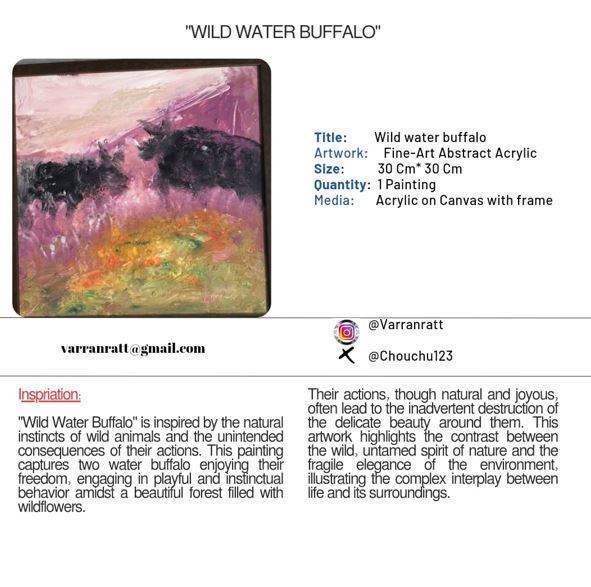 "WILD WATER BUFFALO"
Title: Wild water buffalo
Artwork: Fine-Art Abstract Acrylic
Size: 30 Cm* 30 Cm
Quantity: 1 Painting
Media: Acrylic on Canvas with frame
varranratt@gmail.com
@Varranratt
@Chouchu123
Inspriation:
"Wild Water Buffalo" is inspired by the natural
instincts of wild animals and the unintended
consequences of their actions. This painting
captures two water buffalo enjoying their
freedom, engaging in playful and instinctual
behavior amidst a beautiful forest filled with
wildflowers.
Their actions, though natural and joyous,
often lead to the inadvertent destruction of
the delicate beauty around them. This
artwork highlights the contrast between
the wild, untamed spirit of nature and the
fragile elegance of the environment,
illustrating the complex interplay between
life and its surroundings.